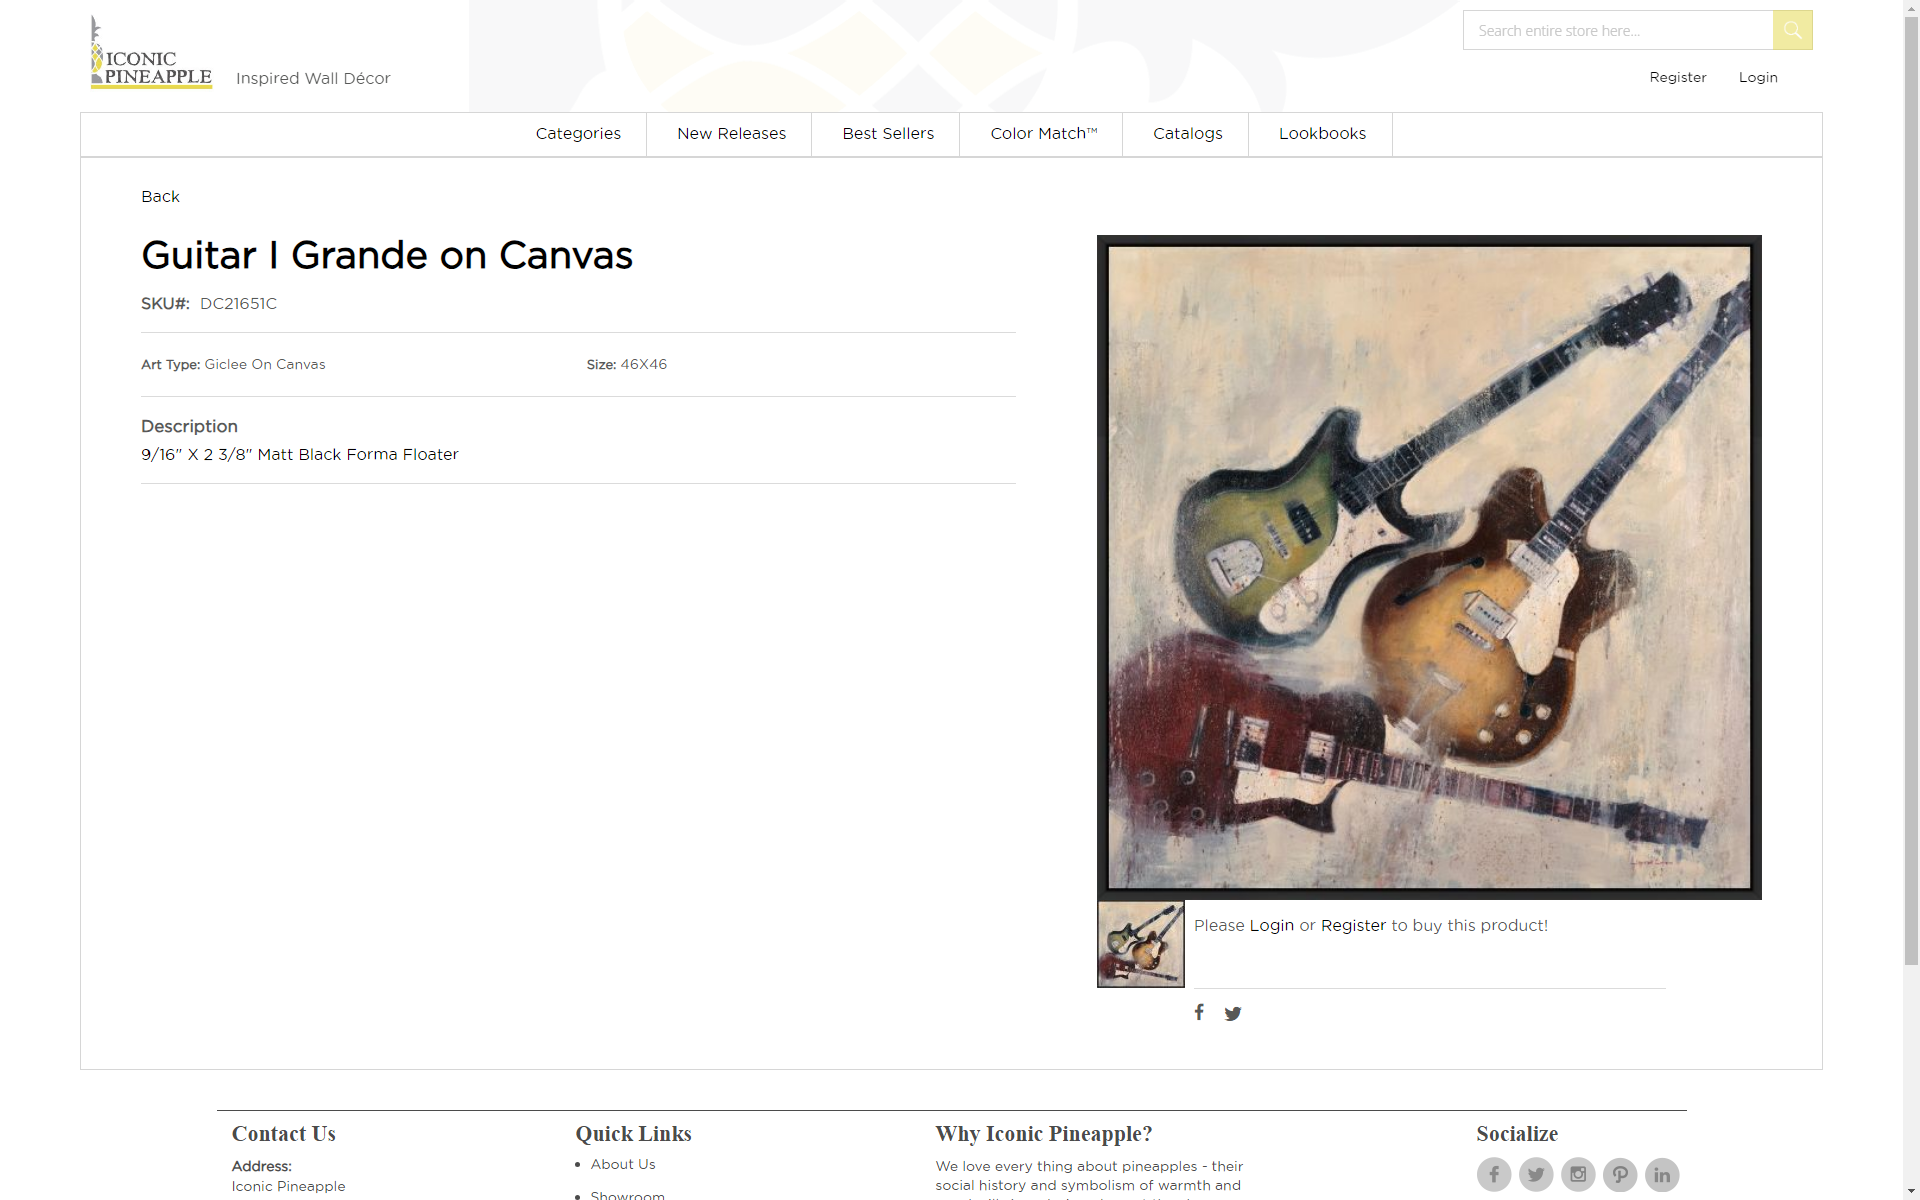 ICONIC
PINEAPPLE
Inspired Wall Décor
Search entire store here...
Register
Login
Categories
New Releases
Best Sellers
Color Match™
Catalogs
Lookbooks
Back
Guitar I Grande on Canvas
SKU#: DC21651C
Art Type: Giclee On Canvas
Size: 46X46
Description
9/16" X 2 3/8" Matt Black Forma Floater
Please Login or Register to buy this product!
Contact Us
Address:
Iconic Pineapple
Quick Links
About Us
Showroom
Why Iconic Pineapple?
We love every thing about pineapples - their
social history and symbolism of warmth and
Socialize